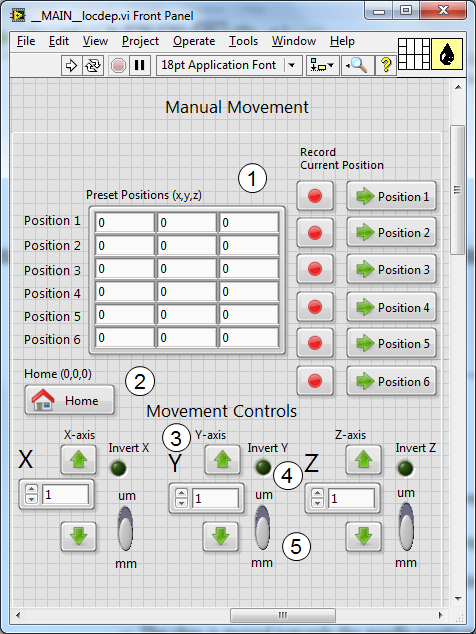 __MAIN__locdep.vi Front Panel
File Edit View Project Operate Tools Window Help
18pt Application Font
?
Manual Movement
1
Record
Current Position
Preset Positions (x,y,z)
Position 1 0 0 0
Position 2 0 0 0
Position 3 0 0 0
Position 4 0 0 0
Position 5 0 0 0
Position 6 0 0 0
Position 1
Position 2
Position 3
Position 4
Position 5
Position 6
Home (0,0,0)
2
Home
Movement Controls
X-axis 3 Y-axis Z-axis
Invert X Invert Y Invert Z
X Y 4 Z
um um um
1 1 1
5
mm mm mm